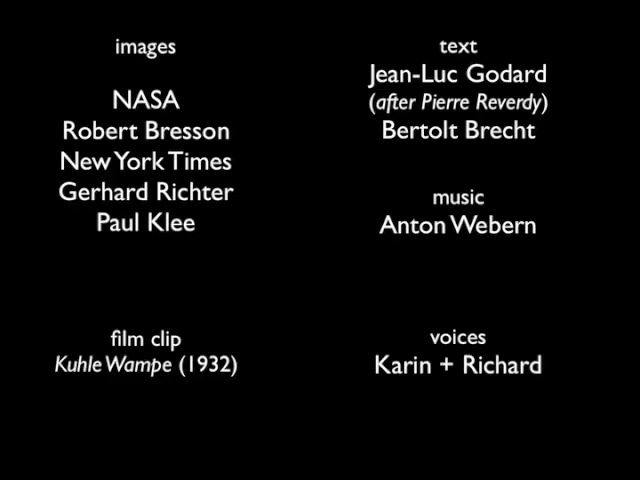 images
NASA
Robert Bresson
New York Times
Gerhard Richter
Paul Klee
film clip
Kuhle Wampe (1932)
text
Jean-Luc Godard
(after Pierre Reverdy)
Bertolt Brecht
music
Anton Webern
voices
Karin + Richard